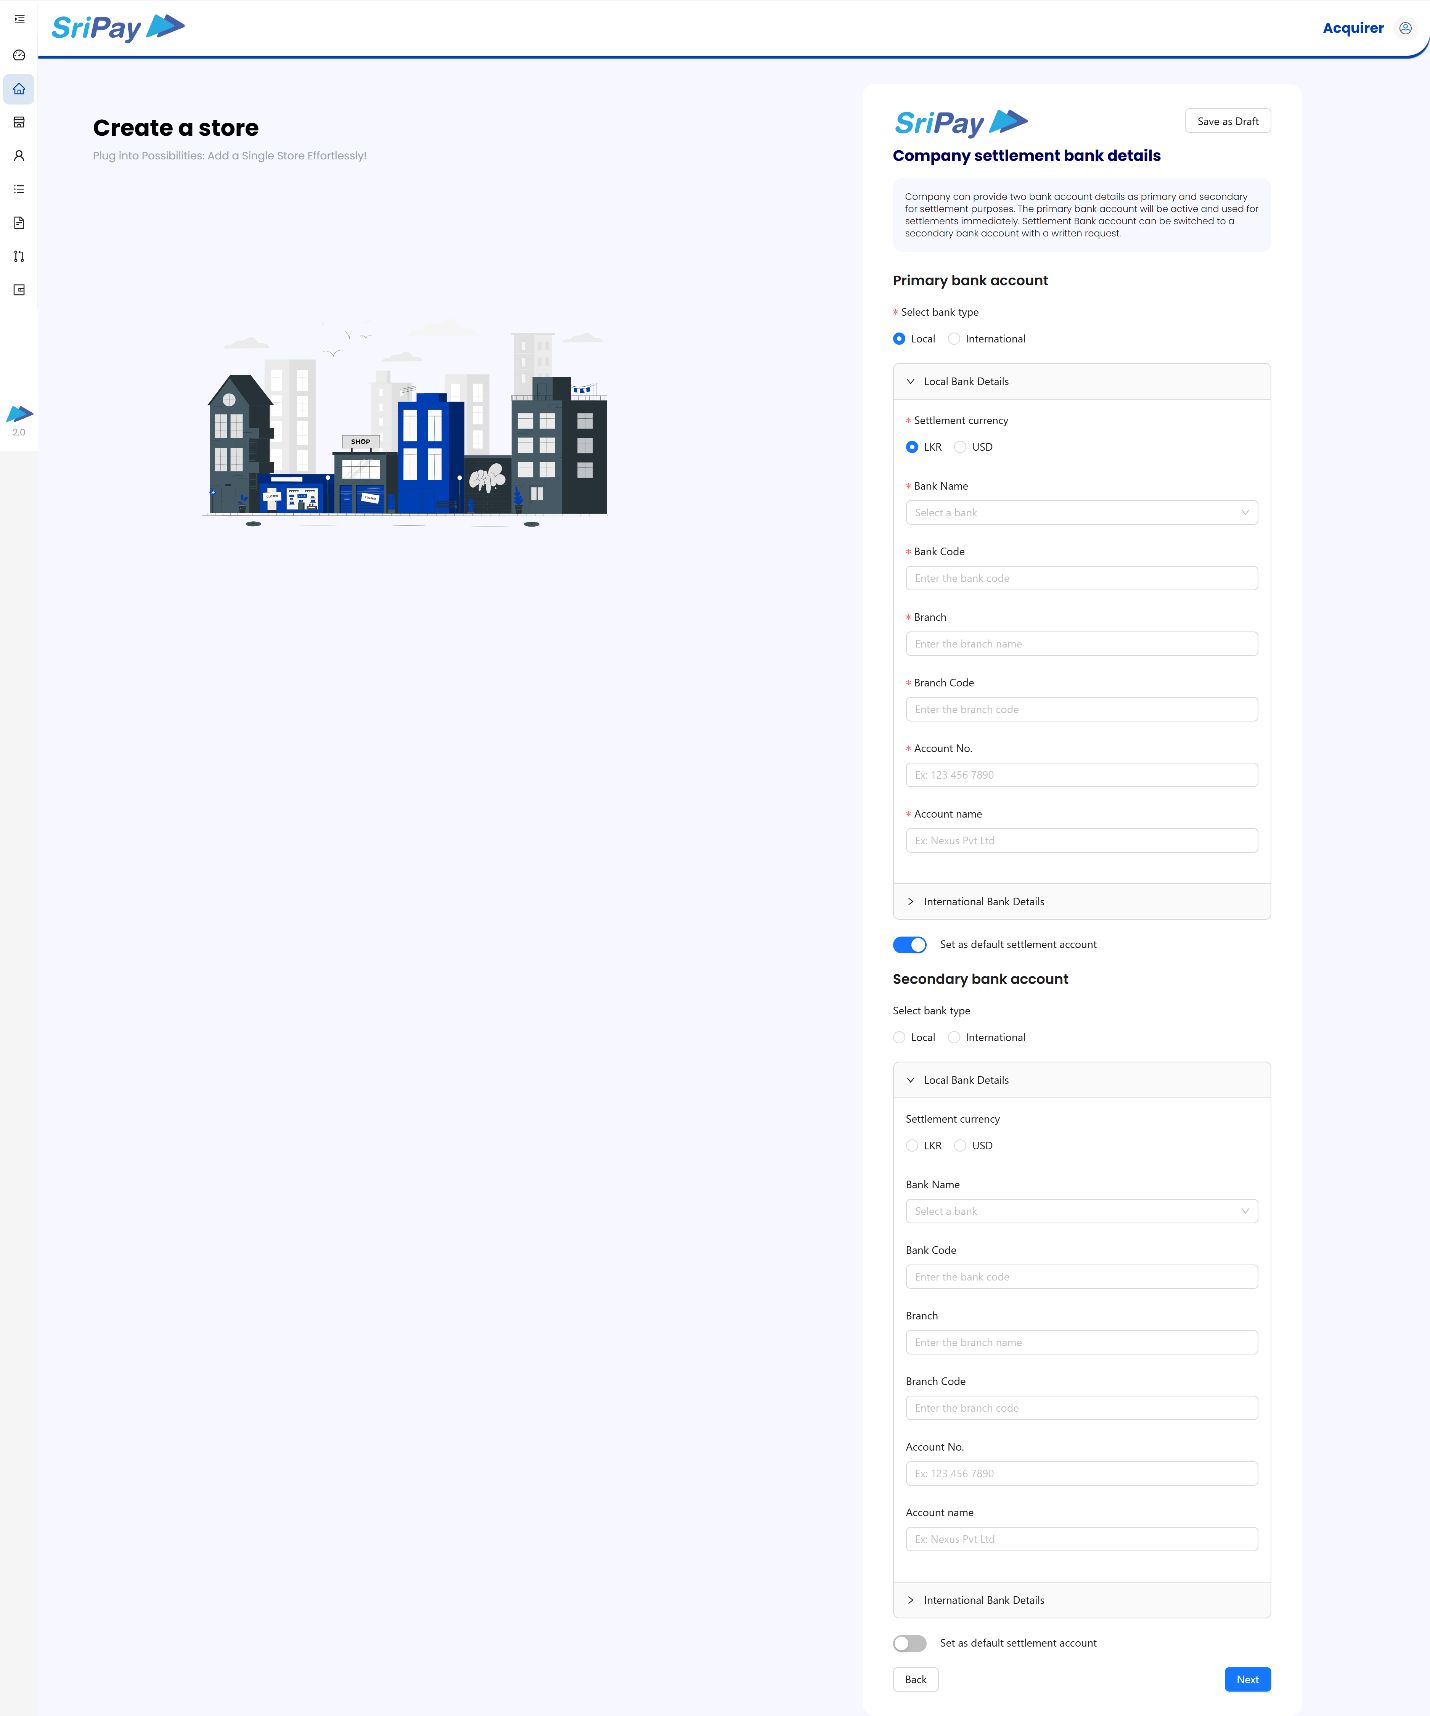 SriPay
Acquirer
Create a store
Plug into Possibilities: Add a Single Store Effortlessly!
SHOP
2.0
SriPay
Save as Draft
Company settlement bank details
Company can provide two bank account details as primary and secondary
for settlement purposes. The primary bank account will be active and used for
settlements immediately. Settlement Bank account can be switched to a
secondary bank account with a written request.
Primary bank account
* Select bank type
Local
International
Local Bank Details
* Settlement currency
LKR
USD
* Bank Name
Select a bank
* Bank Code
Enter the bank code
* Branch
Enter the branch name
* Branch Code
Enter the branch code
* Account No.
Ex: 123 456 7890
* Account name
Ex: Nexus Pvt Ltd
International Bank Details
Set as default settlement account
Secondary bank account
Select bank type
Local
International
Local Bank Details
Settlement currency
LKR
USD
Bank Name
Select a bank
Bank Code
Enter the bank code
Branch
Enter the branch name
Branch Code
Enter the branch code
Account No.
Ex: 123 456 7890
Account name
Ex: Nexus Pvt Ltd
International Bank Details
Set as default settlement account
Back
Next